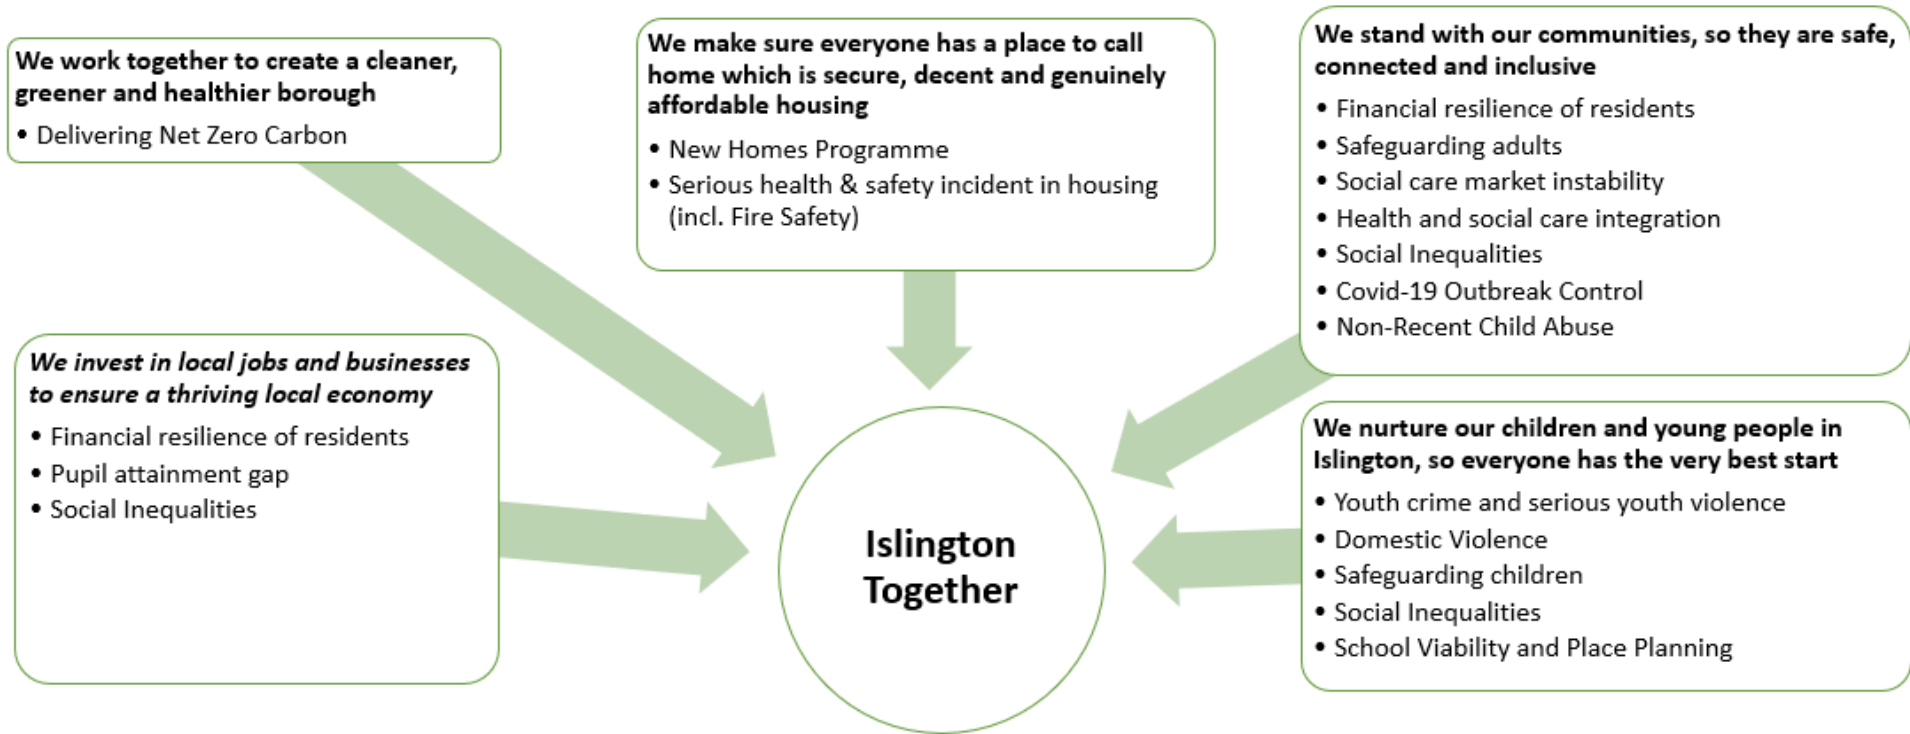 We work together to create a cleaner,
greener and healthier borough
• Delivering Net Zero Carbon
We make sure everyone has a place to call
home which is secure, decent and genuinely
affordable housing
• New Homes Programme
• Serious health & safety incident in housing
(incl. Fire Safety)
We stand with our communities, so they are safe,
connected and inclusive
• Financial resilience of residents
• Safeguarding adults
• Social care market instability
• Health and social care integration
• Social Inequalities
• Covid-19 Outbreak Control
• Non-Recent Child Abuse
We invest in local jobs and businesses
to ensure a thriving local economy
• Financial resilience of residents
• Pupil attainment gap
• Social Inequalities
Islington
Together
We nurture our children and young people in
Islington, so everyone has the very best start
• Youth crime and serious youth violence
• Domestic Violence
• Safeguarding children
• Social Inequalities
• School Viability and Place Planning